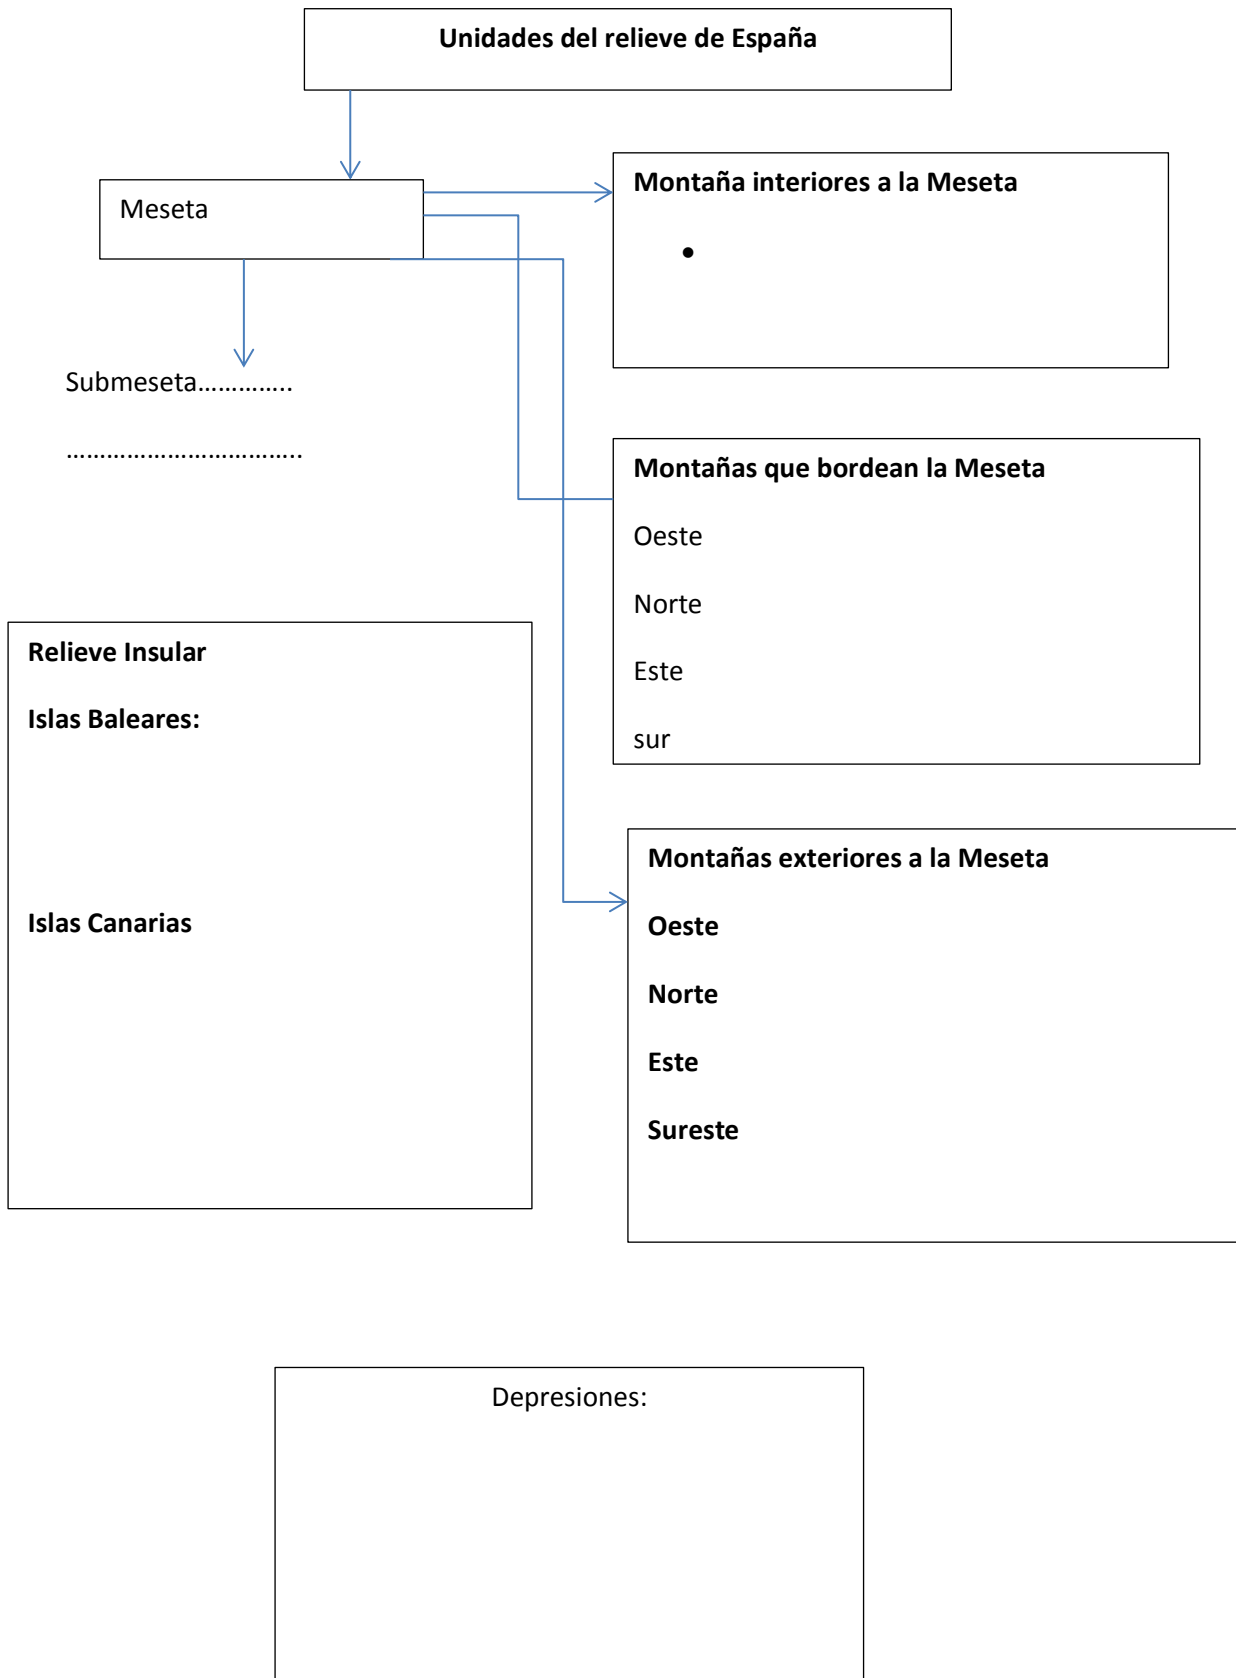 Unidades del relieve de España
Meseta
Montaña interiores a la Meseta
•
Submeseta…………..
……………………………..
Montañas que bordean la Meseta
Oeste
Norte
Este
sur
Relieve Insular
Islas Baleares:
Islas Canarias
Montañas exteriores a la Meseta
Oeste
Norte
Este
Sureste
Depresiones: